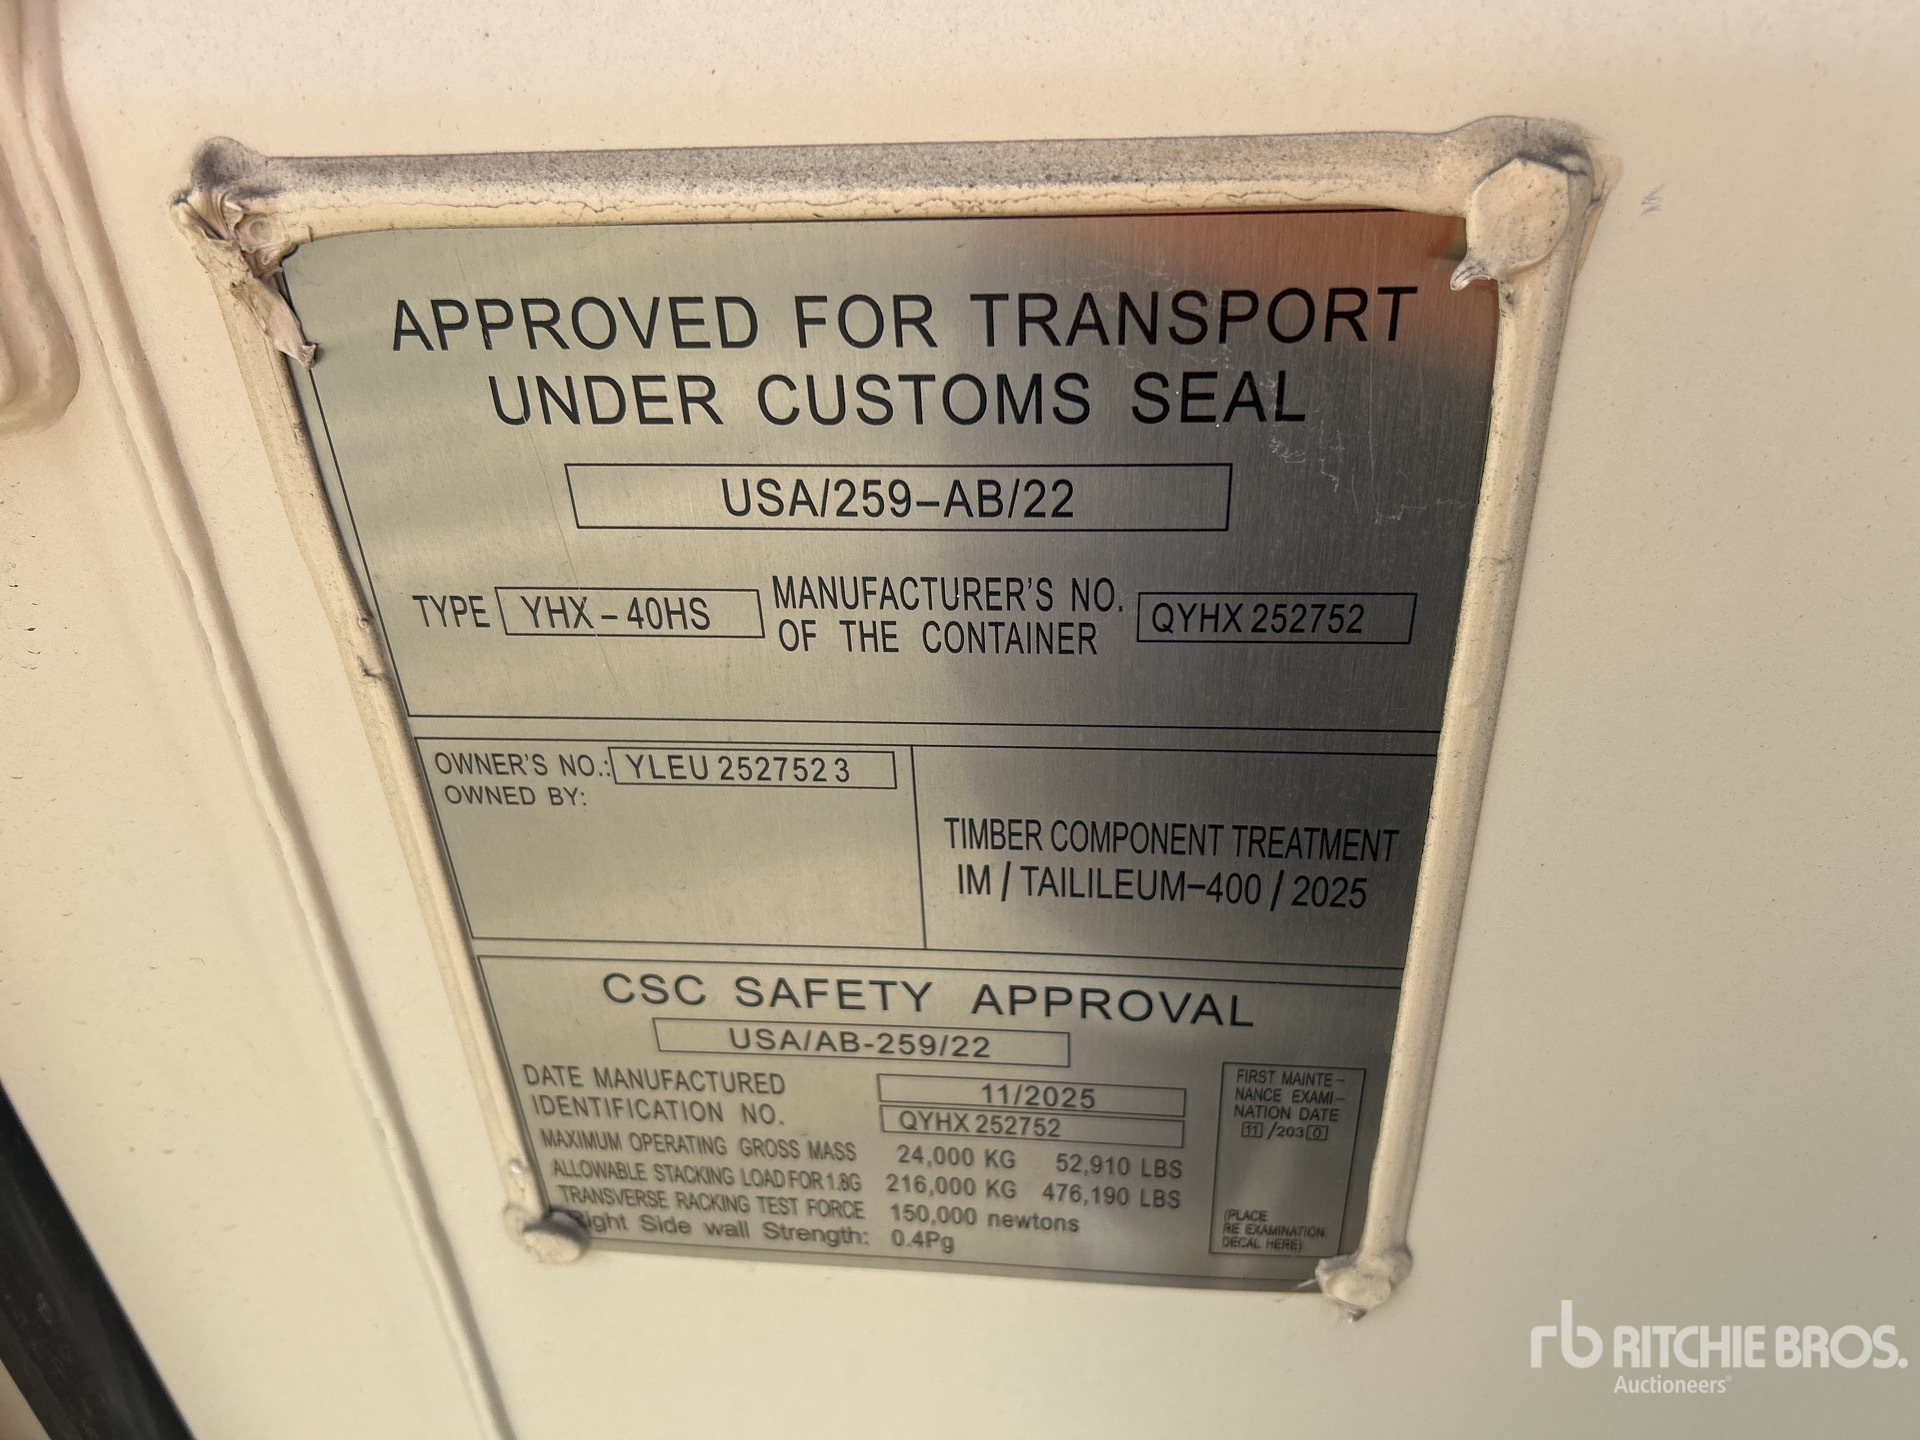 APPROVED FOR TRANSPORT
UNDER CUSTOMS SEAL
USA/259-AB/22
TYPE YHX-40HS MANUFACTURER'S NO. OF THE CONTAINER QYHX 252752
OWNER'S NO.: YLEU 252752 3
OWNED BY:
TIMBER COMPONENT TREATMENT
IM / TAILILEUM-400 / 2025
CSC SAFETY APPROVAL
USA/AB-259/22
DATE MANUFACTURED 11/2025
IDENTIFICATION NO. QYHX 252752
MAXIMUM OPERATING GROSS MASS 24,000 KG 52,910 LBS
ALLOWABLE STACKING LOAD FOR 1.8G 216,000 KG 476,190 LBS
TRANSVERSE RACKING TEST FORCE 150,000 newtons
Right Side wall Strength: 0.4Pg
FIRST MAINTE-
NANCE EXAMI-
NATION DATE
11/2030
(PLACE
RE EXAMINATION
DECAL HERE)
rb RITCHIE BROS.
Auctioneers